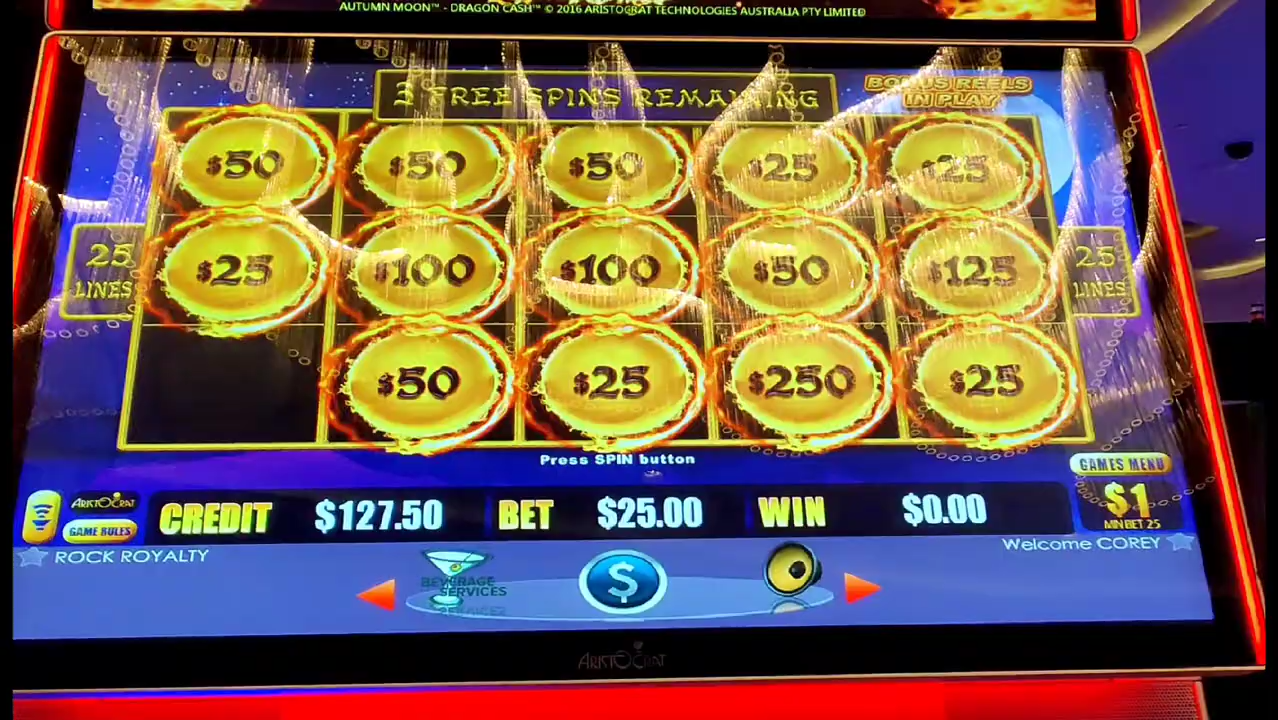 AUTUMN MOON™ - DRAGON CASH™ © 2016 ARISTOCRAT TECHNOLOGIES AUSTRALIA PTY LIMITED
3 FREE SPINS REMAINING
BONUS REELS
IN PLAY
$50 $50 $50 $25 $25
25
LINES
$25 $100 $100 $50 $125
25
LINES
$50 $25 $250 $25
Press SPIN button
GAMES MENU
ARISTOCRAT
GAME RULES
CREDIT $127.50 BET $25.00 WIN $0.00
$1
MIN BET 25
ROCK ROYALTY
Welcome COREY
BEVERAGE
SERVICES
$
ARISTOCRAT